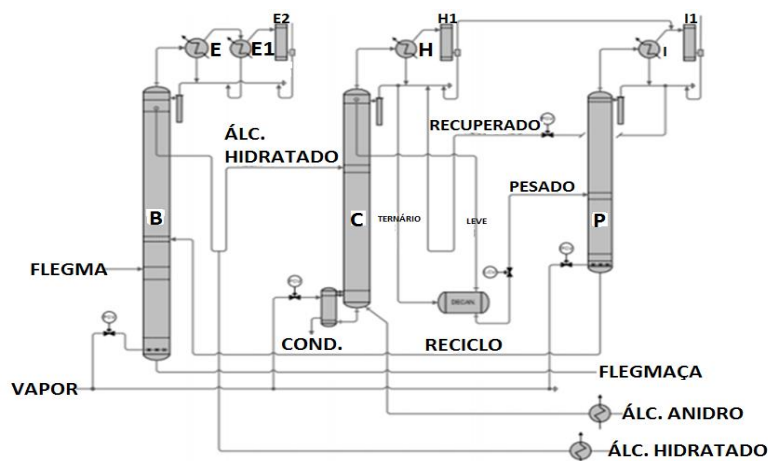 E2
H1
I1
E
E1
H
I
ÁLC.
HIDRATADO
RECUPERADO
PESADO
B
C
TERNÁRIO
LEVE
P
FLEGMA
DECAN.
COND.
RECICLO
FLEGMAÇA
VAPOR
ÁLC. ANIDRO
ÁLC. HIDRATADO